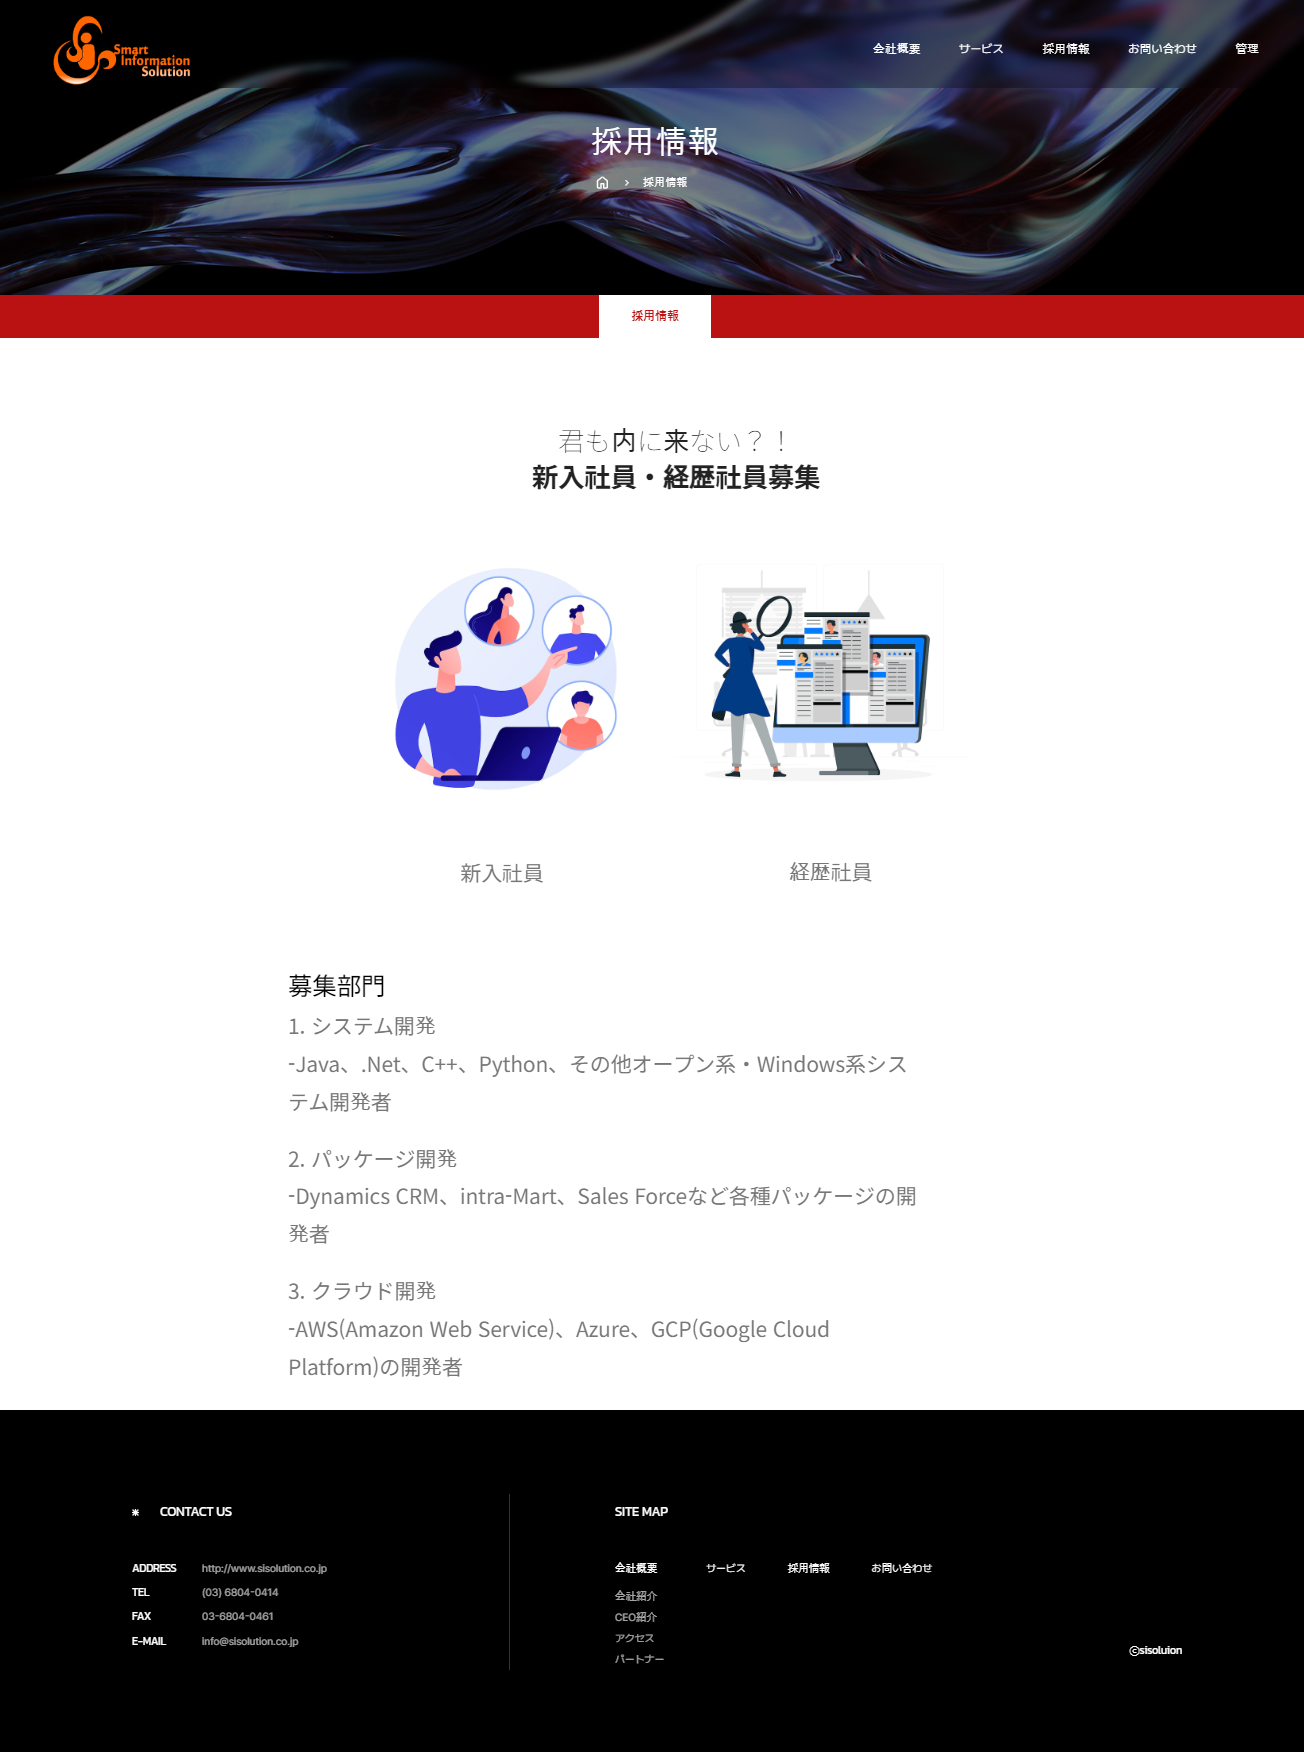 Smart
Information
Solution
会社概要
サービス
採用情報
お問い合わせ
管理
採用情報
› 採用情報
採用情報
君も内に来ない？！
新入社員・経歴社員募集
新入社員
経歴社員
募集部門
1. システム開発
-Java、.Net、C++、Python、その他オープン系・Windows系シス
テム開発者
2. パッケージ開発
-Dynamics CRM、intra-Mart、Sales Forceなど各種パッケージの開
発者
3. クラウド開発
-AWS(Amazon Web Service)、Azure、GCP(Google Cloud
Platform)の開発者
CONTACT US
ADDRESS http://www.sisolution.co.jp
TEL (03) 6804-0414
FAX 03-6804-0461
E-MAIL info@sisolution.co.jp
SITE MAP
会社概要 サービス 採用情報 お問い合わせ
会社紹介
CEO紹介
アクセス
パートナー
ⓒsisoluion